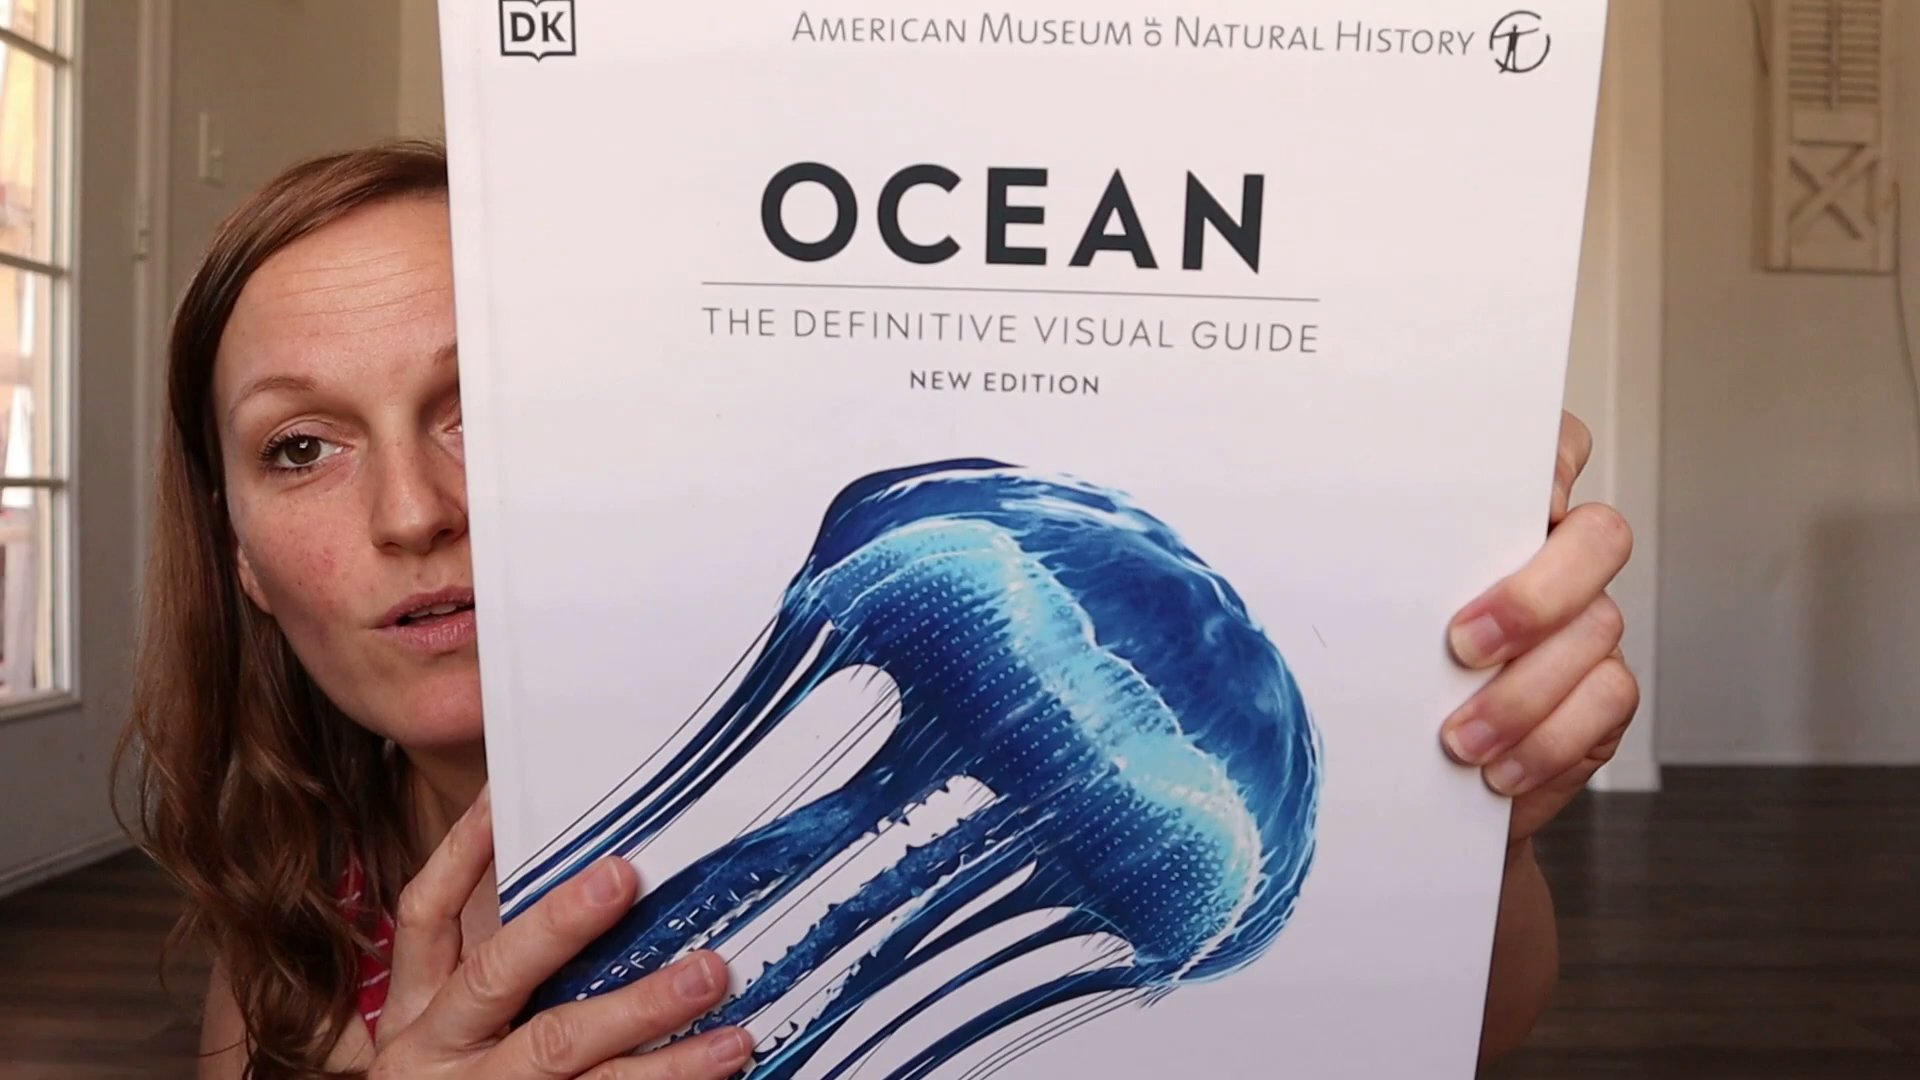 DK
AMERICAN MUSEUM OF NATURAL HISTORY
OCEAN
THE DEFINITIVE VISUAL GUIDE
NEW EDITION